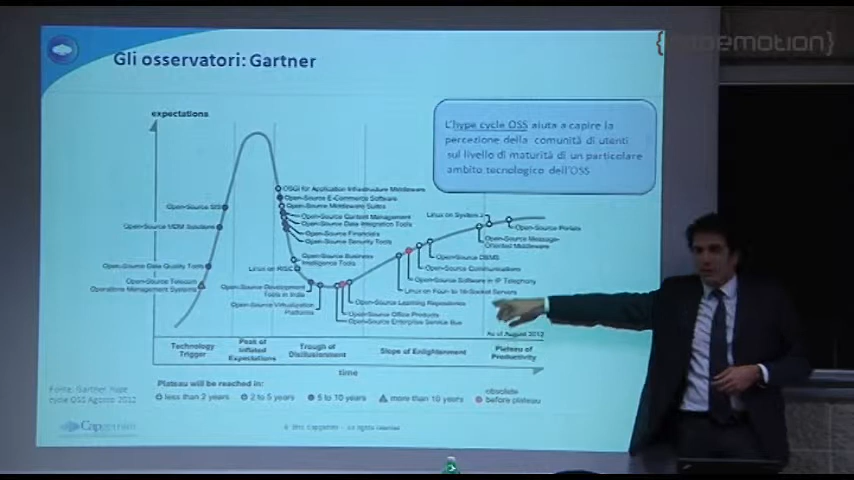 Gli osservatori: Gartner
expectations
L'hype cycle OSS aiuta a capire la
percezione della comunità di utenti
sul livello di maturità di un particolare
ambito tecnologico dell'OSS
OSGi for Application Infrastructure Middleware
Open-Source E-Commerce Software
Open-Source Middleware Suites
Open-Source Content Management
Open-Source Data Integration Tools
Open-Source Financials
Open-Source Security Tools
Open-Source SIS
Open-Source MDM Solutions
Open-Source Data Quality Tools
Open-Source Telecom
Operations Management Systems
Open-Source Business
Intelligence Tools
Linux on RISC
Open-Source Development
Tools in India
Open-Source Virtualization
Platforms
Open-Source Learning Repositories
Open-Source Office Products
Open-Source Enterprise Service Bus
Linux on System z
Open-Source Portals
Open-Source Message-
Oriented Middleware
Open-Source DBMS
Open-Source Communications
Open-Source Software in IP Telephony
Linux on Four- to 16-Socket Servers
As of August 2012
Technology
Trigger
Peak of
Inflated
Expectations
Trough of
Disillusionment
Slope of Enlightenment
Plateau of
Productivity
time
Plateau will be reached in:
less than 2 years
2 to 5 years
5 to 10 years
more than 10 years
obsolete
before plateau
Fonte: Gartner hype
cycle OSS Agosto 2012
Capgemini
Capgemini - All rights reserved